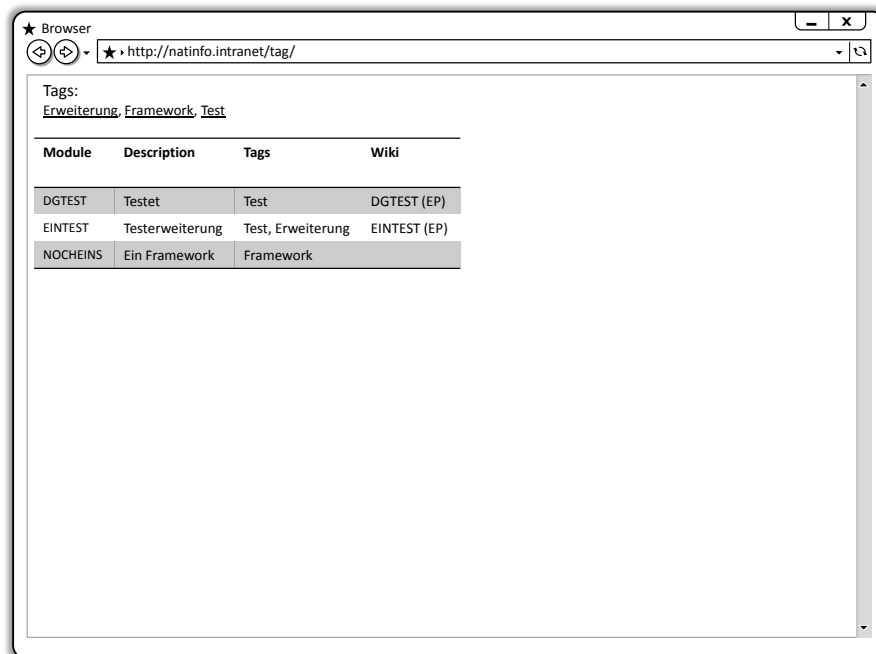 Browser
http://natinfo.intranet/tag/
Tags:
Erweiterung, Framework, Test
Module Description Tags Wiki
DGTEST Testet Test DGTEST (EP)
EINTEST Testerweiterung Test, Erweiterung EINTEST (EP)
NOCHEINS Ein Framework Framework